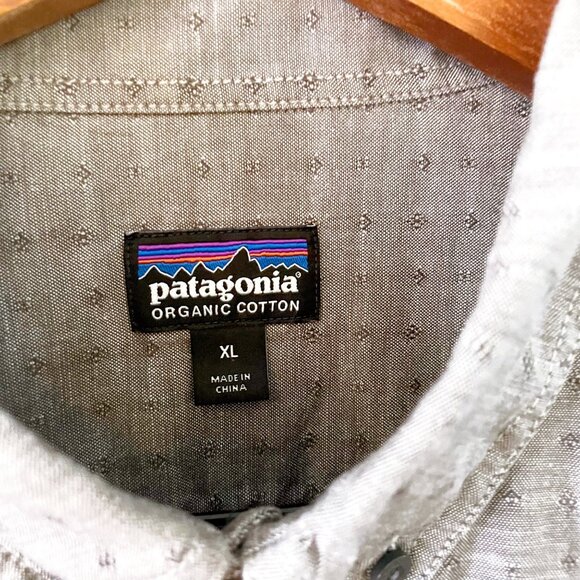 patagonia®
ORGANIC COTTON
XL
MADE IN
CHINA